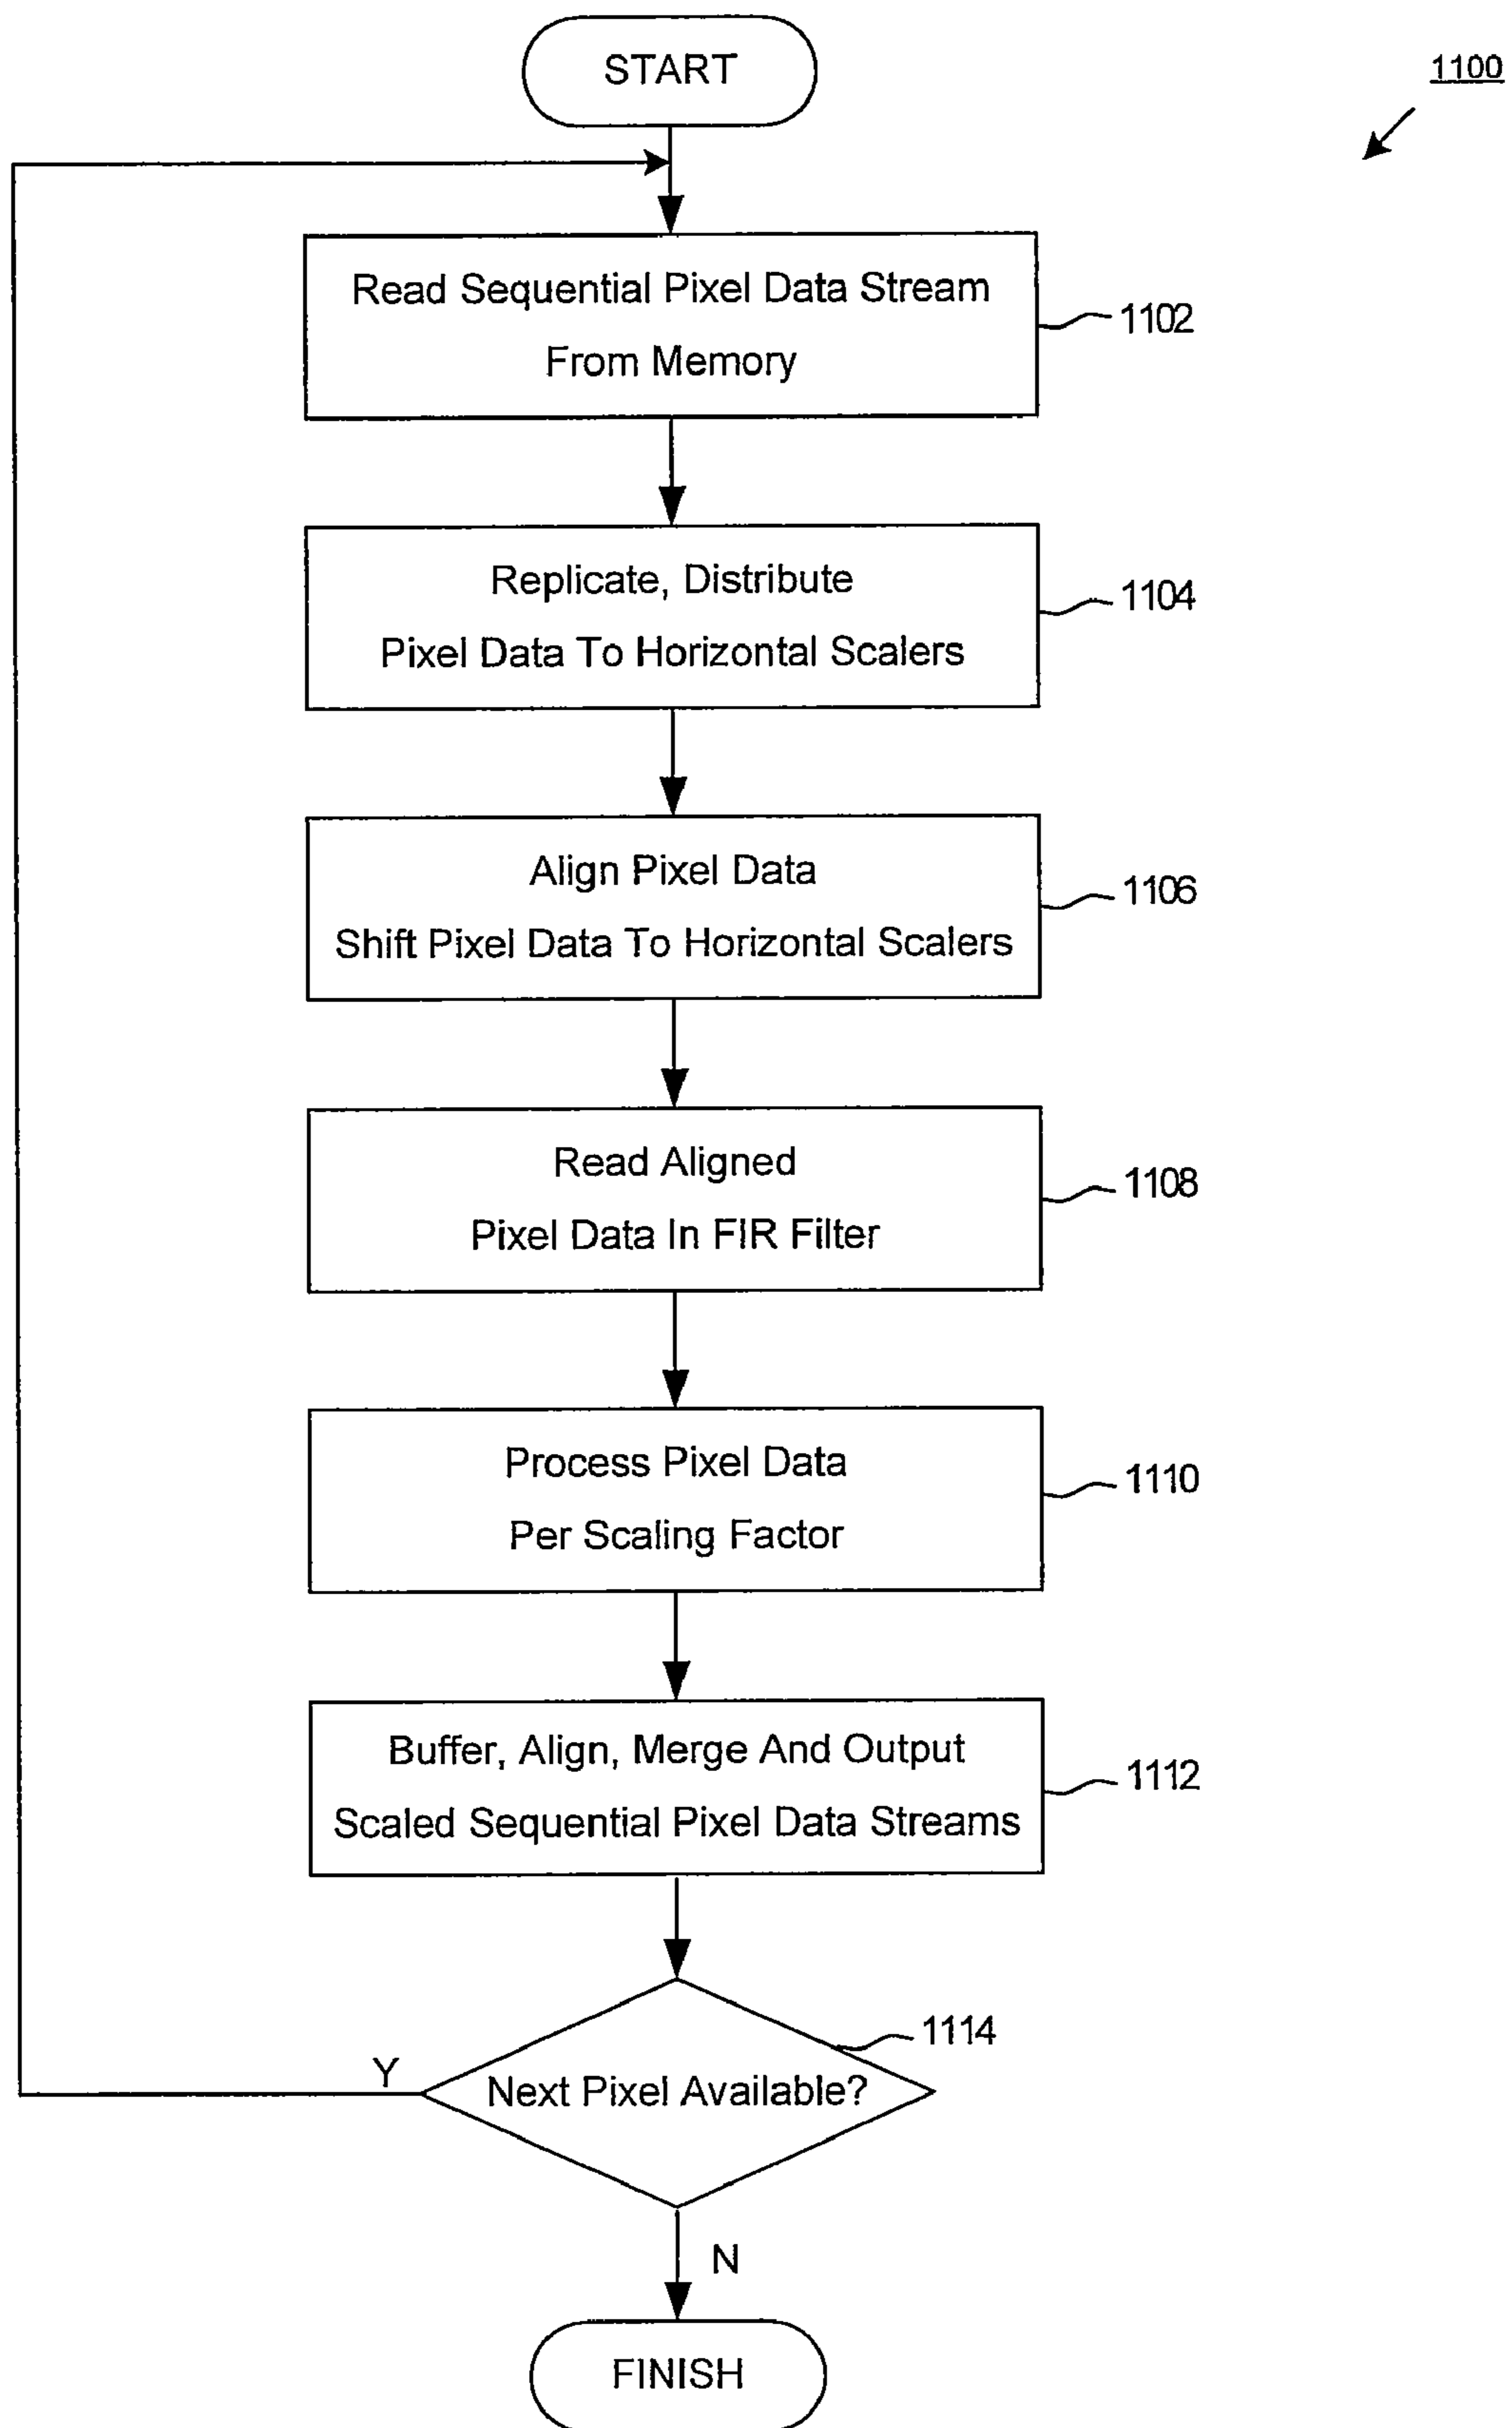 START
1100
Read Sequential Pixel Data Stream
From Memory
1102
Replicate, Distribute
Pixel Data To Horizontal Scalers
1104
Align Pixel Data
Shift Pixel Data To Horizontal Scalers
1106
Read Aligned
Pixel Data In FIR Filter
1108
Process Pixel Data
Per Scaling Factor
1110
Buffer, Align, Merge And Output
Scaled Sequential Pixel Data Streams
1112
1114
Y
Next Pixel Available?
N
FINISH